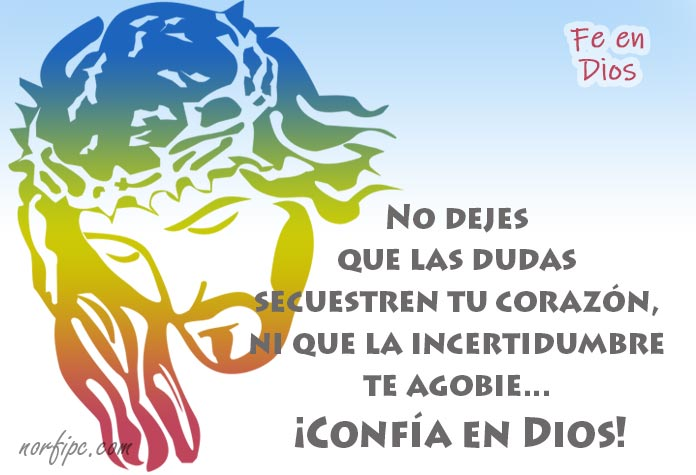 Fe en
Dios
No dejes
que las dudas
secuestren tu corazón,
ni que la incertidumbre
te agobie...
¡Confía en Dios!
norfipc.com